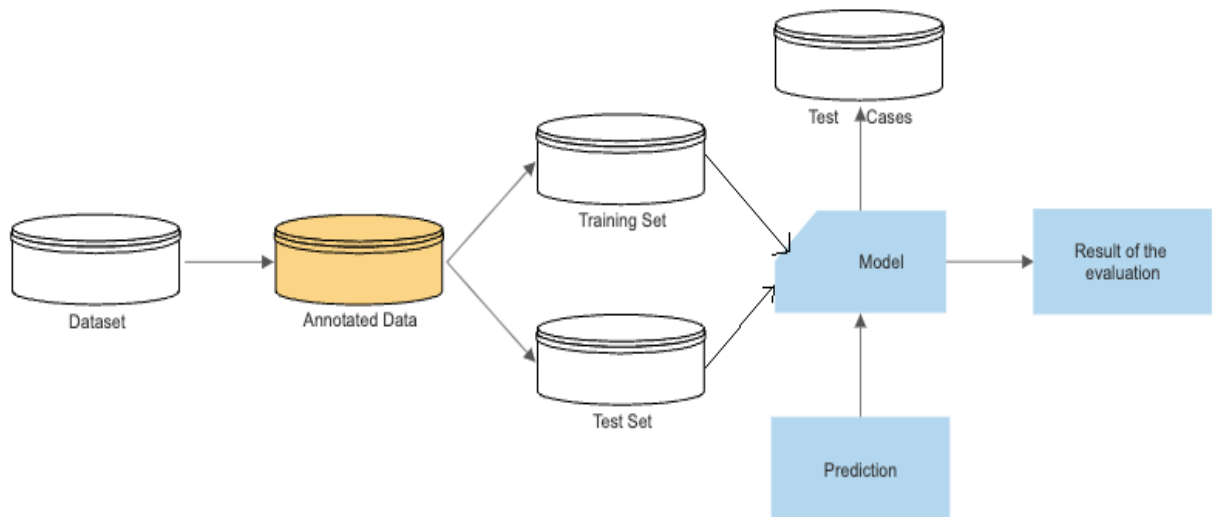 Test Cases
Training Set
Dataset
Annotated Data
Model
Result of the
evaluation
Test Set
Prediction